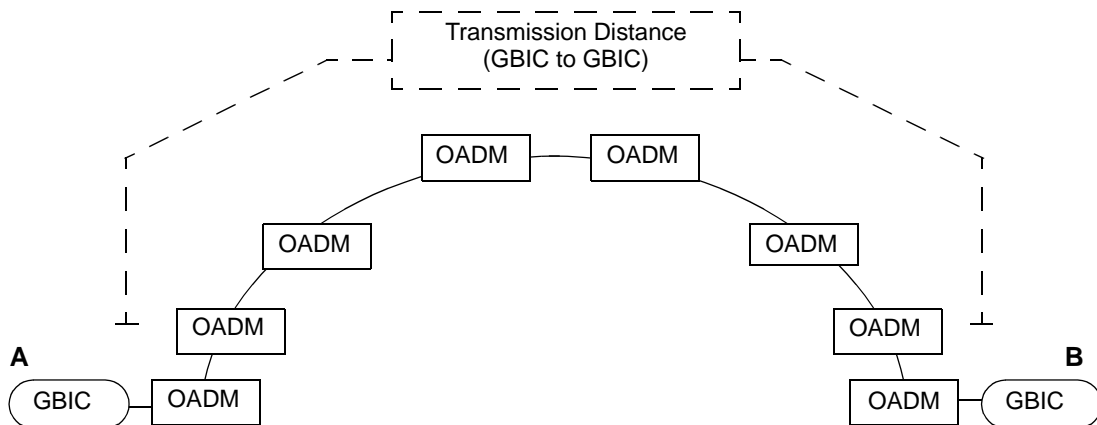 Transmission Distance
(GBIC to GBIC)
OADM OADM
OADM OADM
OADM OADM
A B
GBIC OADM OADM GBIC